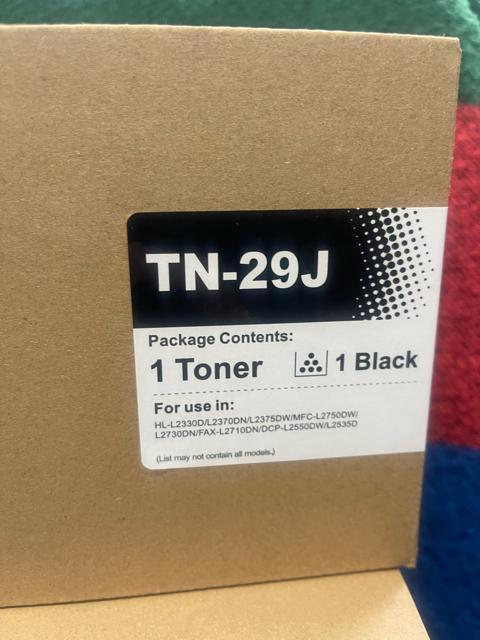 TN-29J
Package Contents:
1 Toner 1 Black
For use in:
HL-L2330D/L2370DN/L2375DW/MFC-L2750DW/
L2730DN/FAX-L2710DN/DCP-L2550DW/L2535D
(List may not contain all models.)